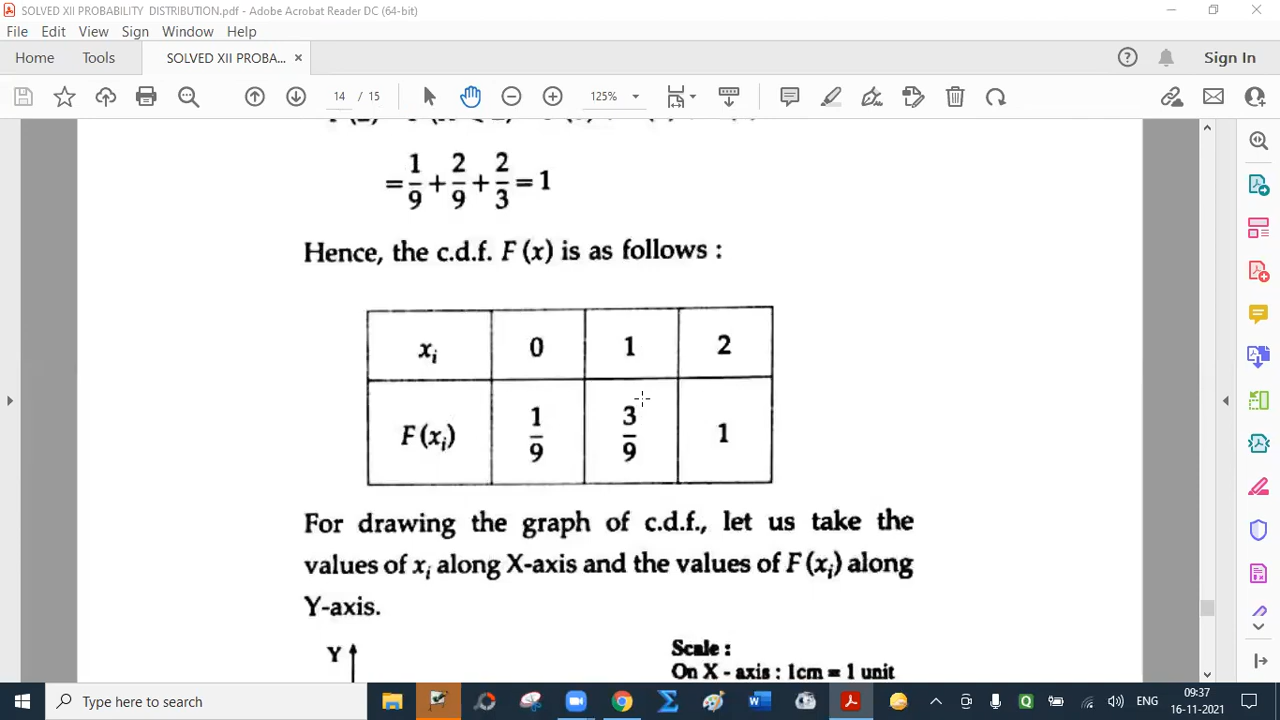 SOLVED XII PROBABILITY DISTRIBUTION.pdf - Adobe Acrobat Reader DC (64-bit)
File Edit View Sign Window Help
Home Tools SOLVED XII PROBA... × Sign In
14 / 15 125%
= 1/9 + 2/9 + 2/3 = 1
Hence, the c.d.f. F (x) is as follows :
xi 0 1 2
F (xi) 1/9 3/9 1
For drawing the graph of c.d.f., let us take the
values of xi along X-axis and the values of F (xi) along
Y-axis.
Y
Scale :
On X - axis : 1cm = 1 unit
Type here to search
ENG 09:37
16-11-2021